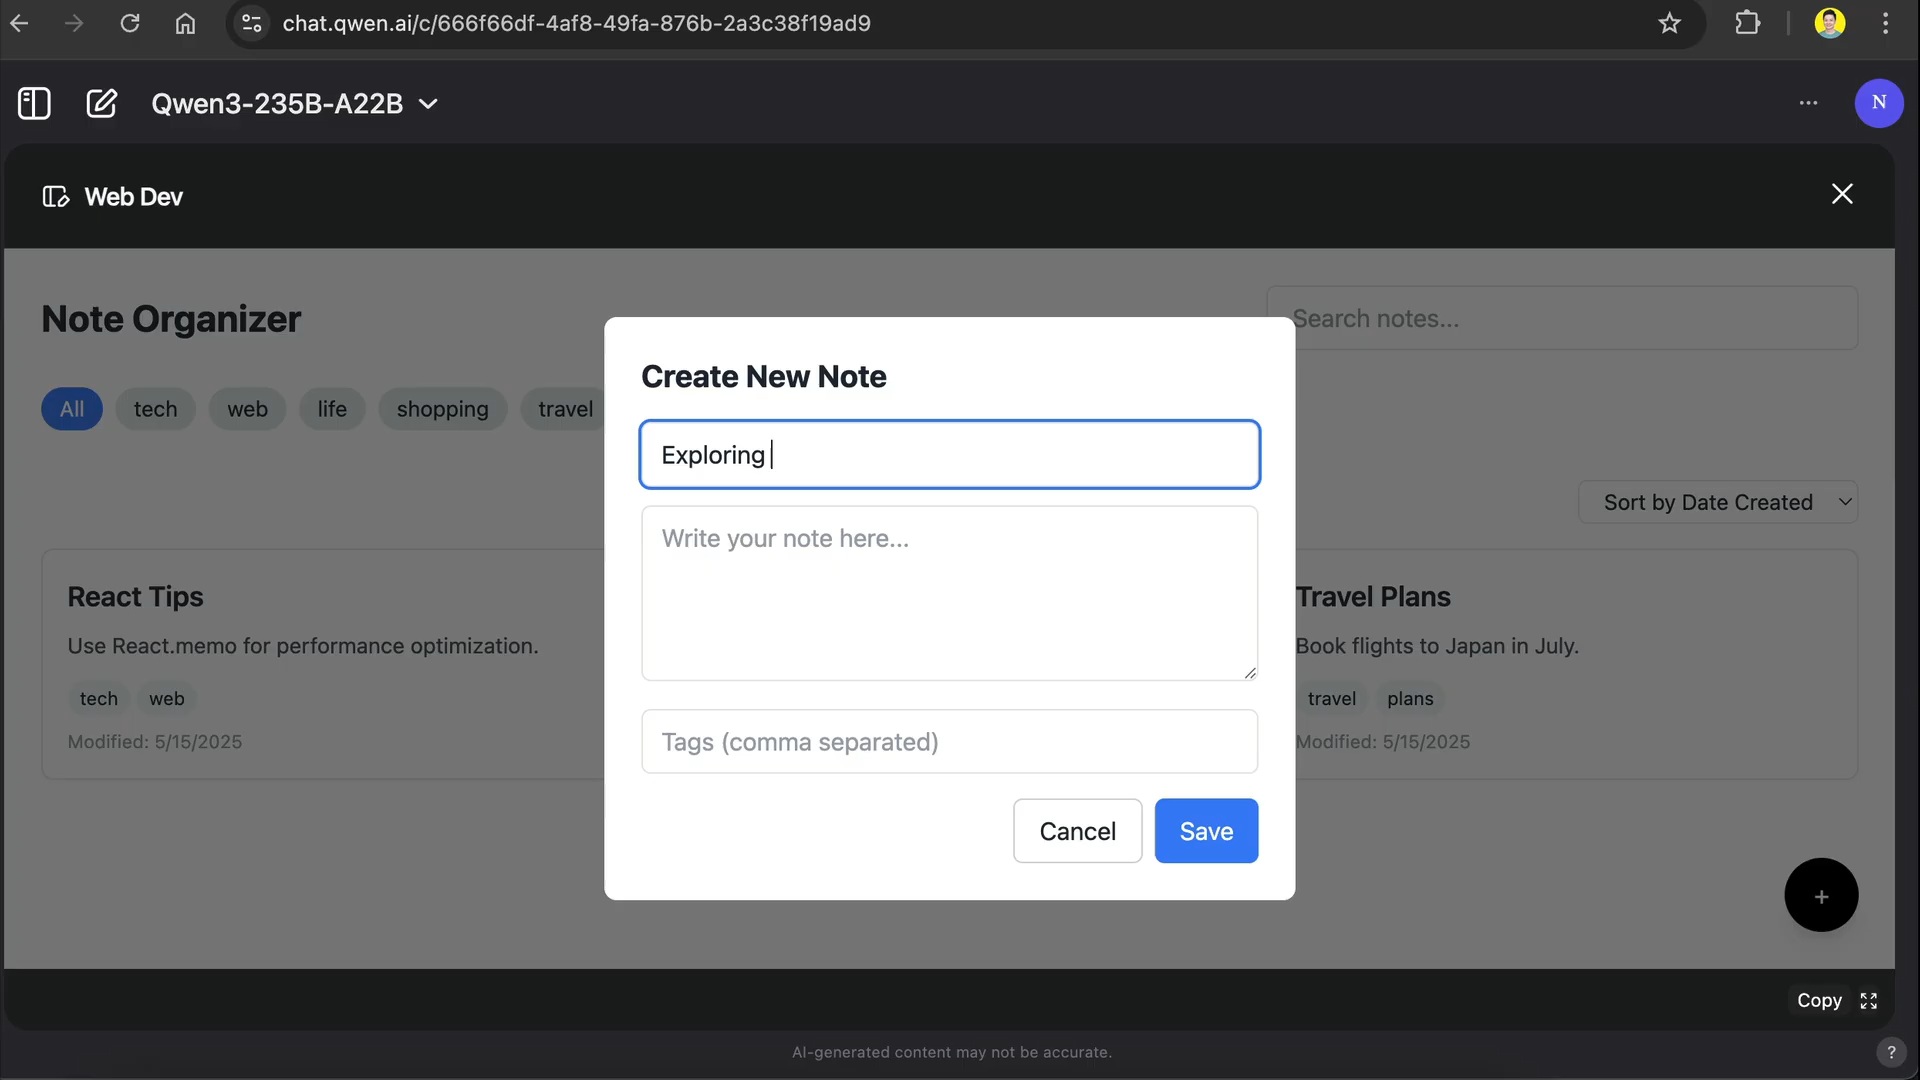 chat.qwen.ai/c/666f66df-4af8-49fa-876b-2a3c38f19ad9
Qwen3-235B-A22B
N
Web Dev
Note Organizer
Search notes...
All tech web life shopping travel
Sort by Date Created
Create New Note
Exploring
Write your note here...
Tags (comma separated)
Cancel Save
React Tips
Use React.memo for performance optimization.
tech web
Modified: 5/15/2025
Travel Plans
Book flights to Japan in July.
travel plans
Modified: 5/15/2025
+
Copy
AI-generated content may not be accurate.
?